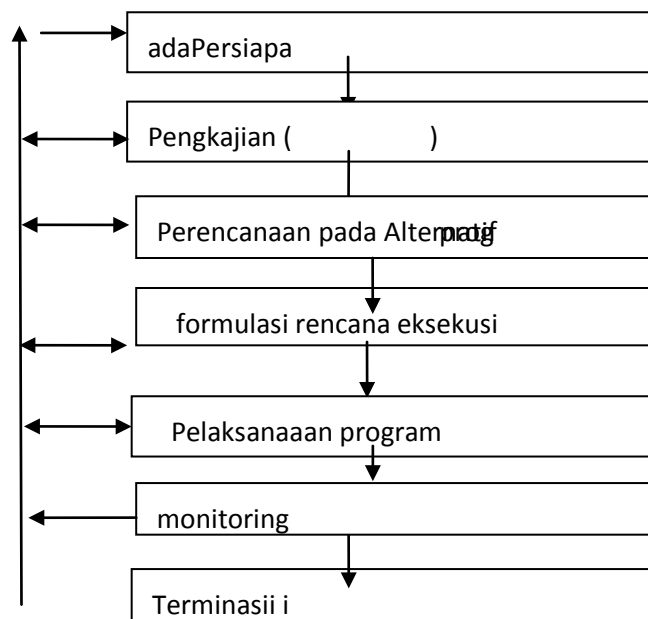 adaPersiapa
Pengkajian ( )
Perencanaan pada Alternatif
formulasi rencana eksekusi
Pelaksanaaan program
monitoring
Terminasii i